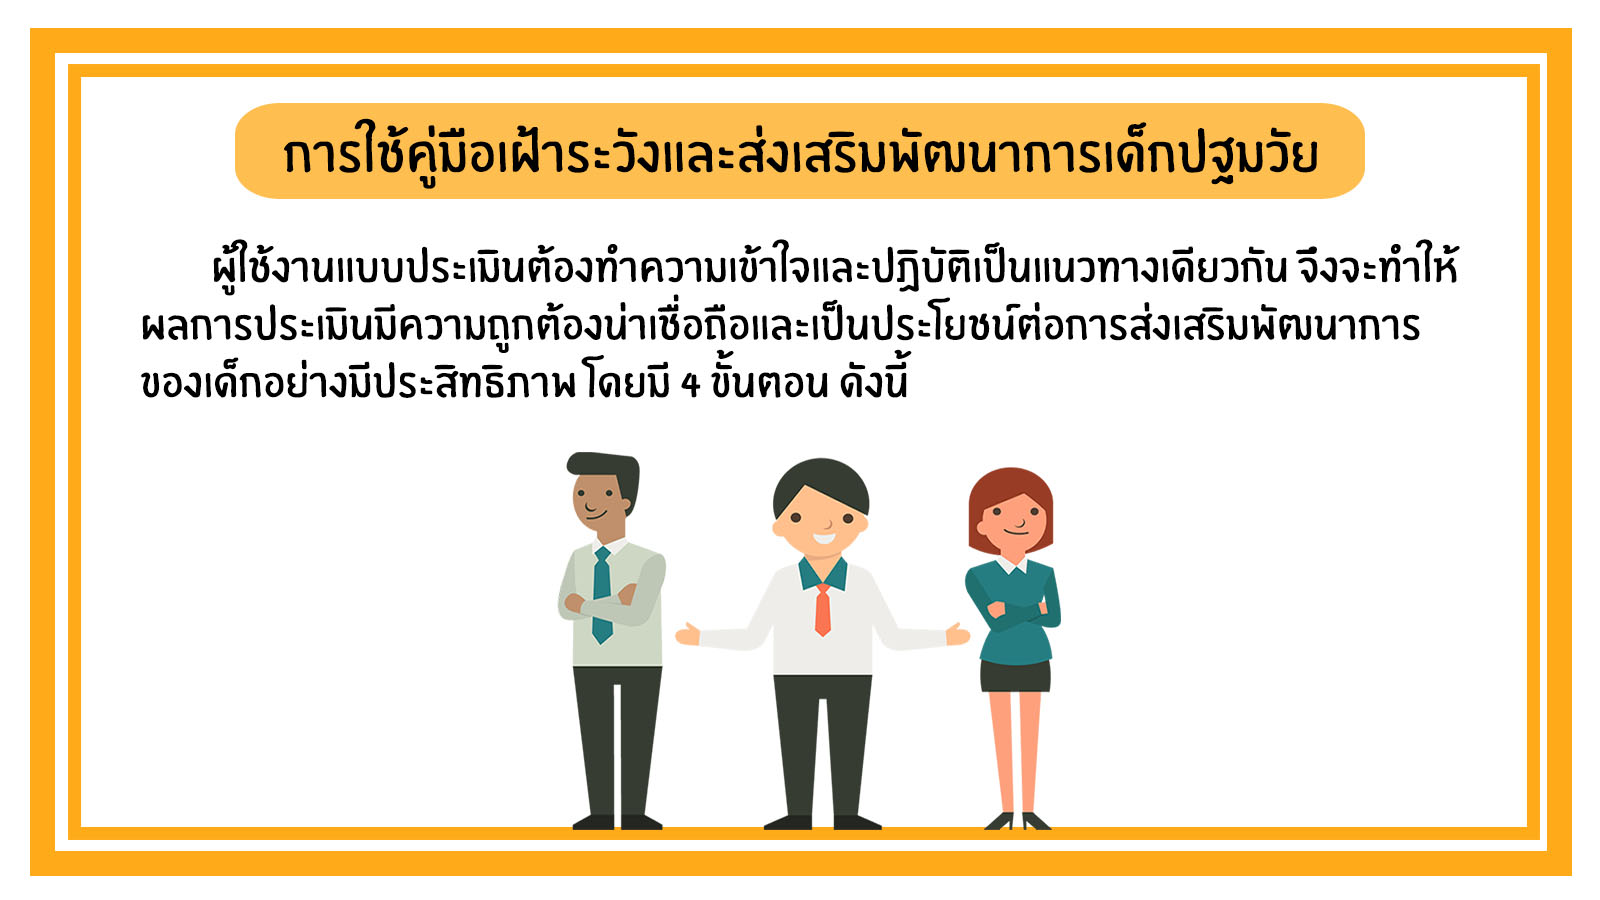 การใช้คู่มือเฝ้าระวังและส่งเสริมพัฒนาการเด็กปฐมวัย
ผู้ใช้งานแบบประเมินต้องทำความเข้าใจและปฏิบัติเป็นแนวทางเดียวกัน จึงจะทำให้
ผลการประเมินมีความถูกต้องน่าเชื่อถือและเป็นประโยชน์ต่อการส่งเสริมพัฒนาการ
ของเด็กอย่างมีประสิทธิภาพ โดยมี 4 ขั้นตอน ดังนี้